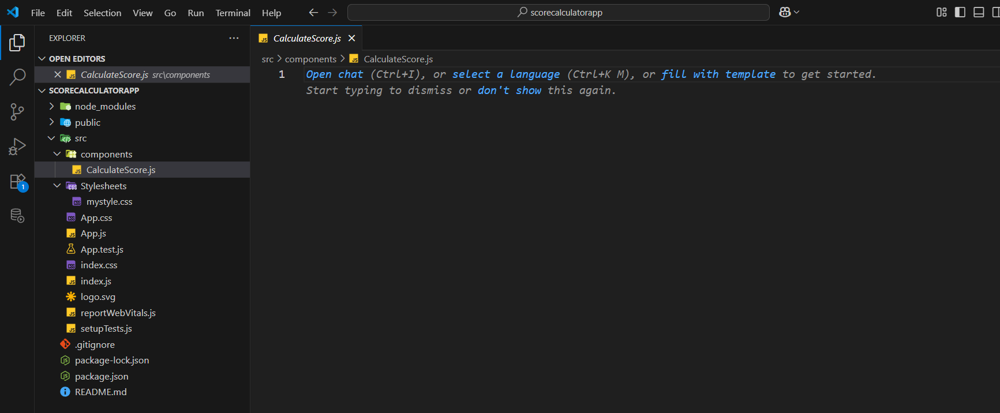 File Edit Selection View Go Run Terminal Help
scorecalculatorapp
EXPLORER
OPEN EDITORS
CalculateScore.js src\components
SCORECALCULATORAPP
node_modules
public
src
components
CalculateScore.js
Stylesheets
mystyle.css
App.css
App.js
App.test.js
index.css
index.js
logo.svg
reportWebVitals.js
setupTests.js
.gitignore
package-lock.json
package.json
README.md
1
CalculateScore.js
src > components > JS CalculateScore.js
1 Open chat (Ctrl+I), or select a language (Ctrl+K M), or fill with template to get started.
Start typing to dismiss or don't show this again.